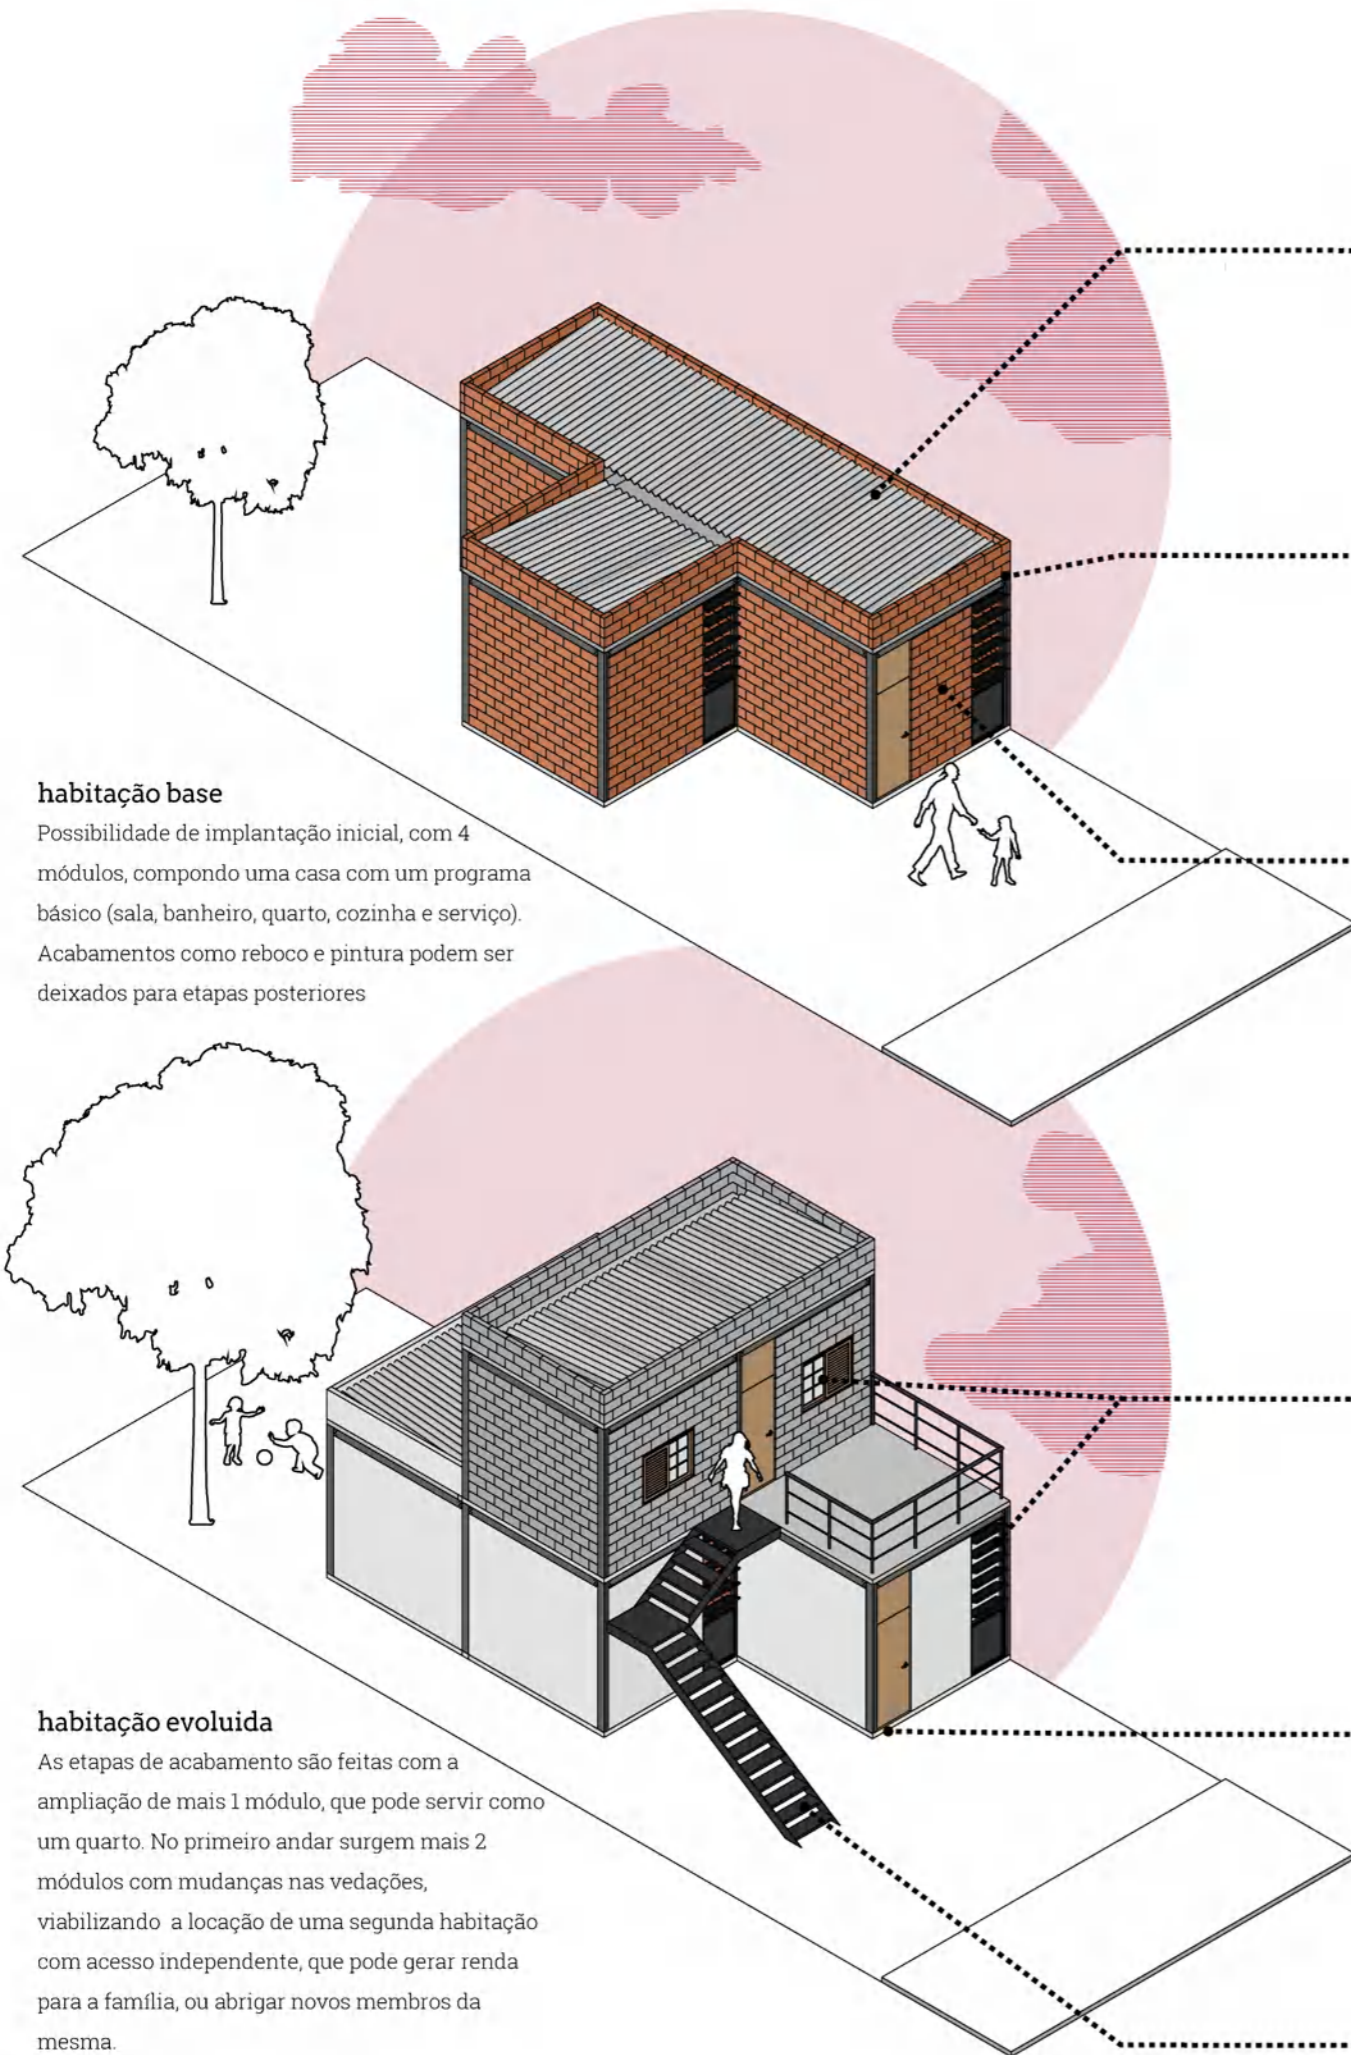 habitação base
Possibilidade de implantação inicial, com 4
módulos, compondo uma casa com um programa
básico (sala, banheiro, quarto, cozinha e serviço).
Acabamentos como reboco e pintura podem ser
deixados para etapas posteriores
habitação evoluida
As etapas de acabamento são feitas com a
ampliação de mais 1 módulo, que pode servir como
um quarto. No primeiro andar surgem mais 2
módulos com mudanças nas vedações,
viabilizando a locação de uma segunda habitação
com acesso independente, que pode gerar renda
para a família, ou abrigar novos membros da
mesma.